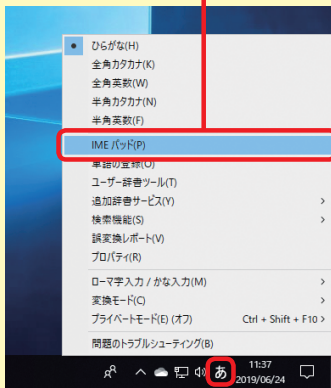 ひらがな(H)
全角カタカナ(K)
全角英数(W)
半角カタカナ(N)
半角英数(F)
IME パッド(P)
単語の登録(O)
ユーザー辞書ツール(T)
追加辞書サービス(Y)
検索機能(S)
誤変換レポート(V)
プロパティ(R)
ローマ字入力 / かな入力(M)
変換モード(C)
プライベートモード(E) (オフ) Ctrl + Shift + F10
問題のトラブルシューティング(B)
あ
11:37
2019/06/24